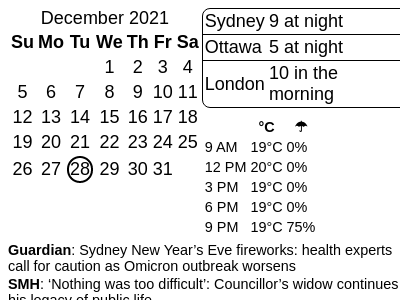 December 2021
Su Mo Tu We Th Fr Sa
1 2 3 4
5 6 7 8 9 10 11
12 13 14 15 16 17 18
19 20 21 22 23 24 25
26 27 28 29 30 31
Sydney 9 at night
Ottawa 5 at night
London 10 in the
morning
°C ☂
9 AM 19°C 0%
12 PM 20°C 0%
3 PM 19°C 0%
6 PM 19°C 0%
9 PM 19°C 75%
Guardian: Sydney New Year’s Eve fireworks: health experts
call for caution as Omicron outbreak worsens
SMH: ‘Nothing was too difficult’: Councillor’s widow continues
his legacy of public life